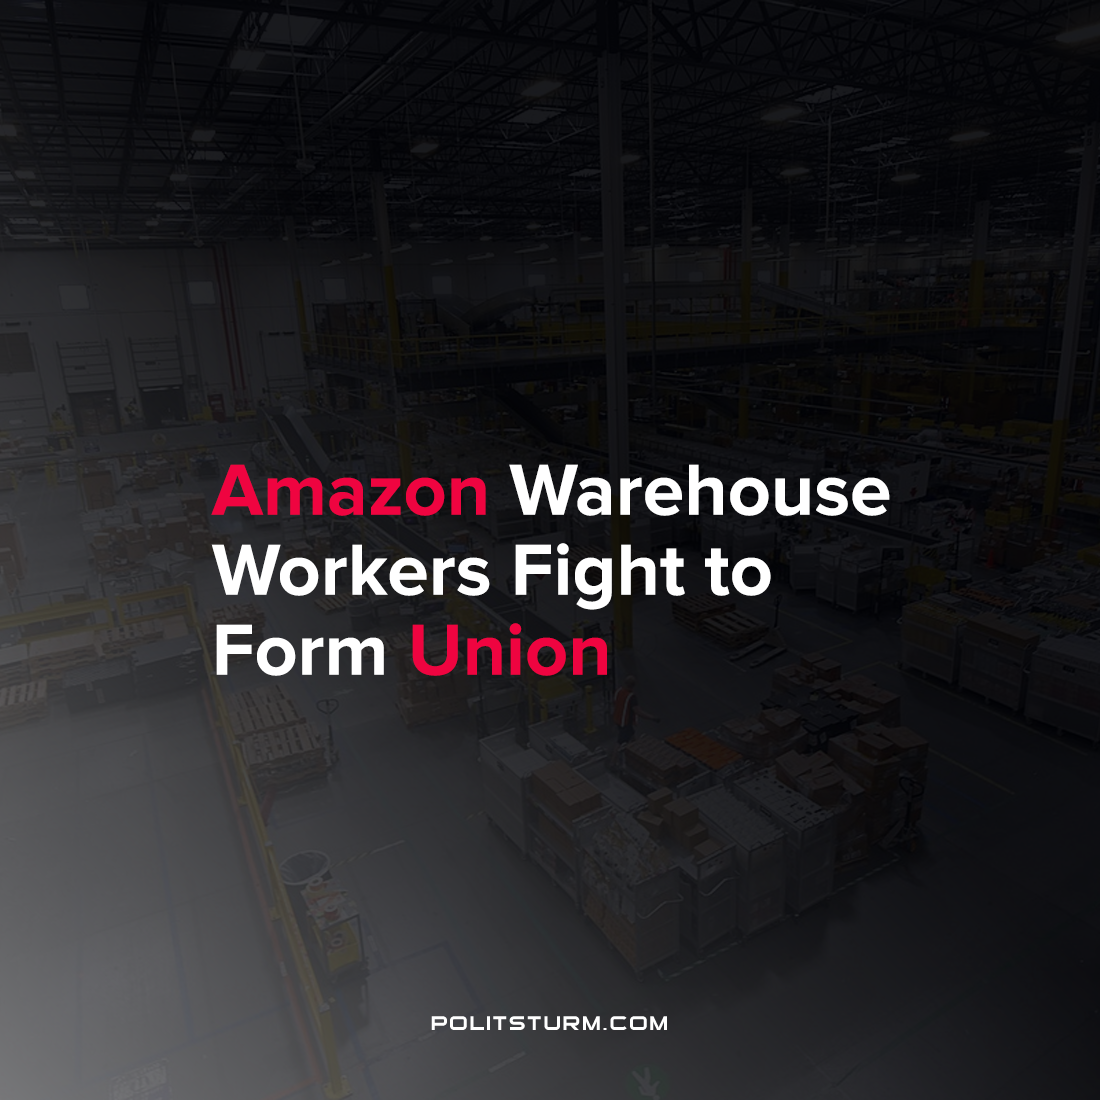 Amazon Warehouse
Workers Fight to
Form Union
POLITSTURM.COM